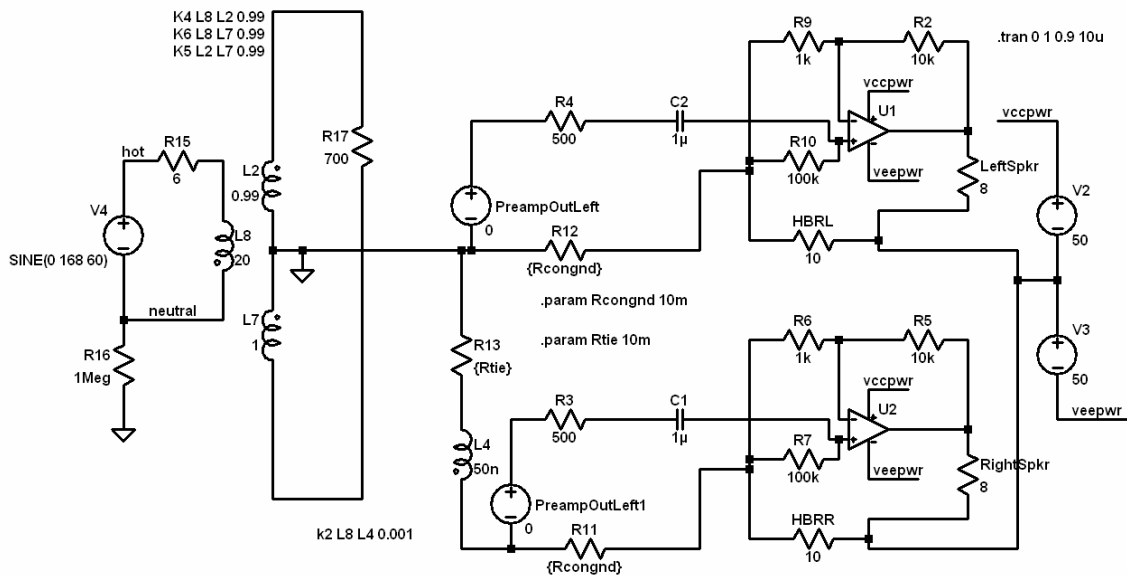 K4 L8 L2 0.99
K6 L8 L7 0.99
K5 L2 L7 0.99
R9
1k
R2
10k
.tran 0 1 0.9 10u
vccpwr
U1
R4
500
C2
1µ
R10
100k
veepwr
LeftSpkr
8
vccpwr
R17
700
hot
R15
6
L2
0.99
V4
SINE(0 168 60)
L8
20
PreampOutLeft
0
R12
{Rcongnd}
HBRL
10
V2
50
neutral
L7
1
.param Rcongnd 10m
R16
1Meg
R13
{Rtie}
.param Rtie 10m
R6
1k
R5
10k
V3
50
vccpwr
U2
R3
500
C1
1µ
R7
100k
veepwr
veepwr
L4
50n
RightSpkr
8
PreampOutLeft1
0
HBRR
10
k2 L8 L4 0.001
R11
{Rcongnd}